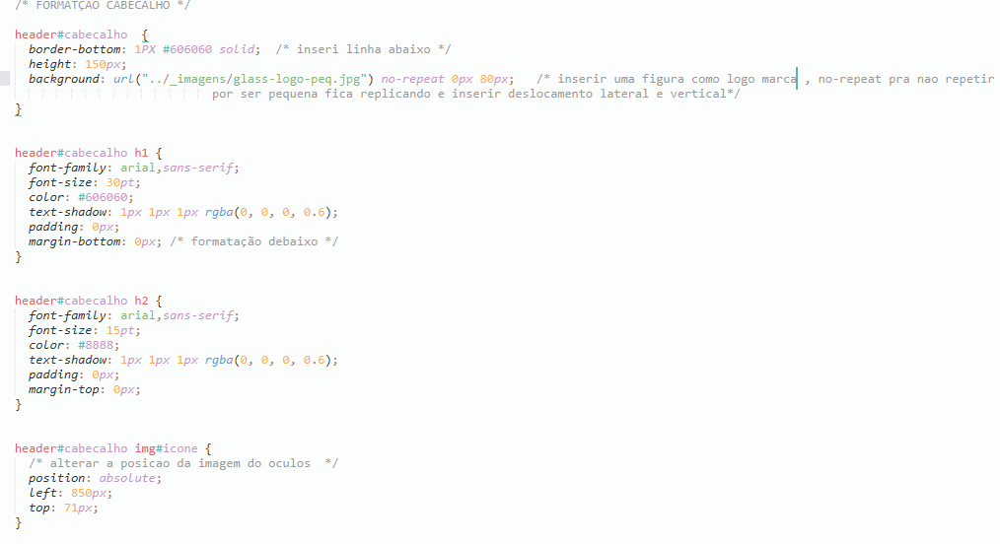 /* FORMATÇAO CABECALHO */
header#cabecalho  {
border-bottom: 1PX #606060 solid;  /* inseri linha abaixo */
height: 150px;
background: url("../_imagens/glass-logo-peq.jpg") no-repeat 0px 80px;   /* inserir uma figura como logo marca , no-repeat pra nao repetir
por ser pequena fica replicando e inserir deslocamento lateral e vertical*/
}
header#cabecalho h1 {
font-family: arial,sans-serif;
font-size: 30pt;
color: #606060;
text-shadow: 1px 1px 1px rgba(0, 0, 0, 0.6);
padding: 0px;
margin-bottom: 0px; /* formatação debaixo */
}
header#cabecalho h2 {
font-family: arial,sans-serif;
font-size: 15pt;
color: #8888;
text-shadow: 1px 1px 1px rgba(0, 0, 0, 0.6);
padding: 0px;
margin-top: 0px;
}
header#cabecalho img#icone {
/* alterar a posicao da imagem do oculos  */
position: absolute;
left: 850px;
top: 71px;
}